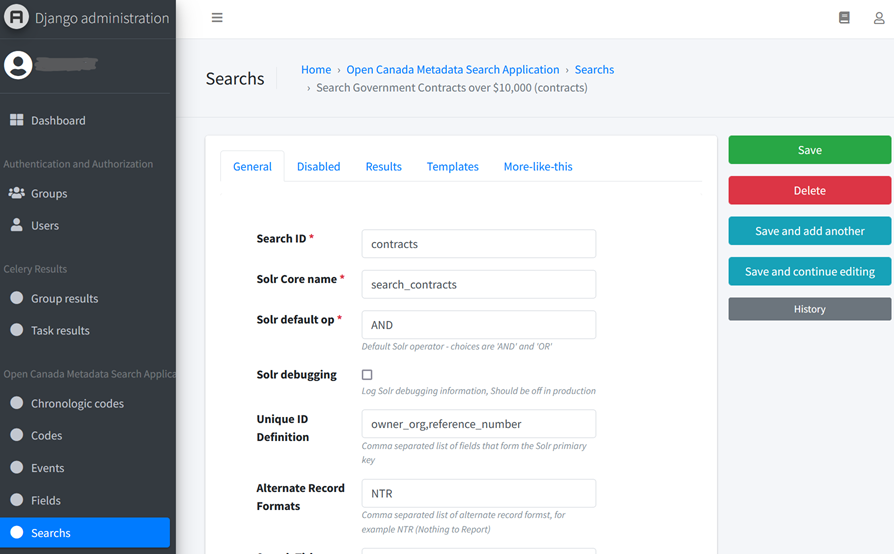 Django administration
Dashboard
Authentication and Authorization
Groups
Users
Celery Results
Group results
Task results
Open Canada Metadata Search Applica
Chronologic codes
Codes
Events
Fields
Searchs
Searchs
Home › Open Canada Metadata Search Application › Searchs
› Search Government Contracts over $10,000 (contracts)
General Disabled Results Templates More-like-this
Search ID * contracts
Solr Core name * search_contracts
Solr default op * AND
Default Solr operator - choices are 'AND' and 'OR'
Solr debugging
Log Solr debugging information, Should be off in production
Unique ID
Definition
owner_org,reference_number
Comma separated list of fields that form the Solr primiary
key
Alternate Record
Formats
NTR
Comma separated list of alternate record formst, for
example NTR (Nothing to Report)
Save
Delete
Save and add another
Save and continue editing
History